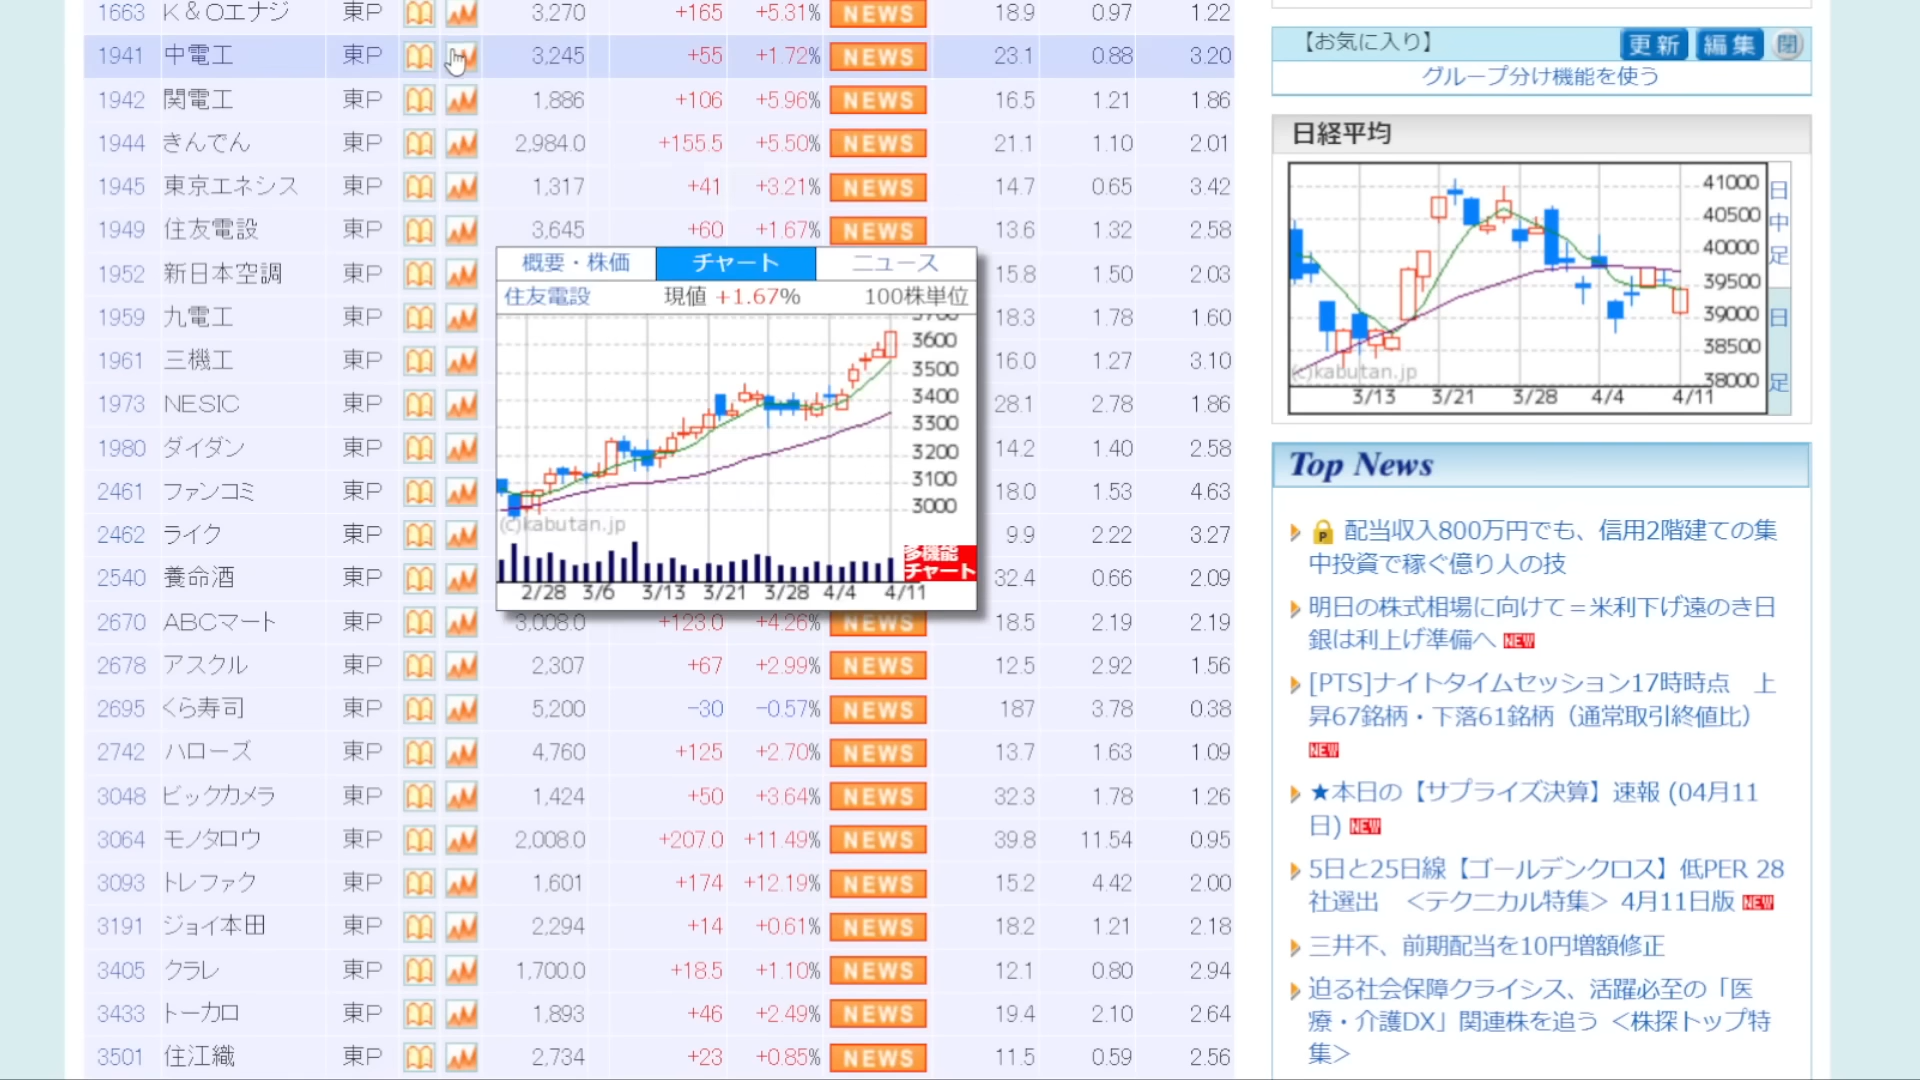 1663 K&Oエナジ 東P 3,270 +165 +5.31% NEWS 18.9 0.97 1.22
1941 中電工 東P 3,245 +55 +1.72% NEWS 23.1 0.88 3.20
1942 関電工 東P 1,886 +106 +5.96% NEWS 16.5 1.21 1.86
1944 きんでん 東P 2,984.0 +155.5 +5.50% NEWS 21.1 1.10 2.01
1945 東京エネシス 東P 1,317 +41 +3.21% NEWS 14.7 0.65 3.42
1949 住友電設 東P 3,645 +60 +1.67% NEWS 13.6 1.32 2.58
1952 新日本空調 東P 15.8 1.50 2.03
1959 九電工 東P 18.3 1.78 1.60
1961 三機工 東P 16.0 1.27 3.10
1973 NESIC 東P 28.1 2.78 1.86
1980 ダイダン 東P 14.2 1.40 2.58
2461 ファンコミ 東P 18.0 1.53 4.63
2462 ライク 東P 9.9 2.22 3.27
2540 養命酒 東P 32.4 0.66 2.09
2670 ABCマート 東P 3,008.0 +123.0 +4.26% NEWS 18.5 2.19 2.19
2678 アスクル 東P 2,307 +67 +2.99% NEWS 12.5 2.92 1.56
2695 くら寿司 東P 5,200 -30 -0.57% NEWS 187 3.78 0.38
2742 ハローズ 東P 4,760 +125 +2.70% NEWS 13.7 1.63 1.09
3048 ビックカメラ 東P 1,424 +50 +3.64% NEWS 32.3 1.78 1.26
3064 モノタロウ 東P 2,008.0 +207.0 +11.49% NEWS 39.8 11.54 0.95
3093 トレファク 東P 1,601 +174 +12.19% NEWS 15.2 4.42 2.00
3191 ジョイ本田 東P 2,294 +14 +0.61% NEWS 18.2 1.21 2.18
3405 クラレ 東P 1,700.0 +18.5 +1.10% NEWS 12.1 0.80 2.94
3433 トーカロ 東P 1,893 +46 +2.49% NEWS 19.4 2.10 2.64
3501 住江織 東P 2,734 +23 +0.85% NEWS 11.5 0.59 2.56
概要・株価 チャート ニュース
住友電設 現値 +1.67% 100株単位
3700
3600
3500
3400
3300
3200
3100
3000
(c)kabutan.jp
多機能
チャート
2/28 3/6 3/13 3/21 3/28 4/4 4/11
【お気に入り】 更新 編集 閉
グループ分け機能を使う
日経平均
41000
40500
40000
39500
39000
38500
38000
(c)kabutan.jp
3/13 3/21 3/28 4/4 4/11
日中足
日足
Top News
P 配当収入800万円でも、信用2階建ての集
中投資で稼ぐ億り人の技
明日の株式相場に向けて=米利下げ遠のき日
銀は利上げ準備へ NEW
[PTS]ナイトタイムセッション17時時点 上
昇67銘柄・下落61銘柄（通常取引終値比）
NEW
★本日の【サプライズ決算】速報 (04月11
日) NEW
5日と25日線【ゴールデンクロス】低PER 28
社選出 <テクニカル特集> 4月11日版 NEW
三井不、前期配当を10円増額修正
迫る社会保障クライシス、活躍必至の「医
療・介護DX」関連株を追う <株探トップ特
集>